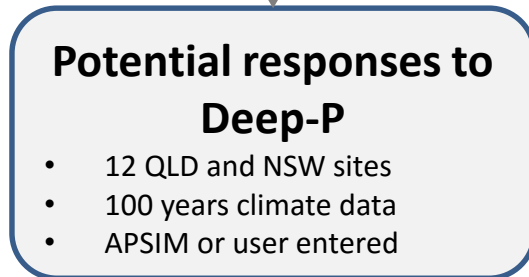 Potential responses to
Deep-P
• 12 QLD and NSW sites
• 100 years climate data
• APSIM or user entered